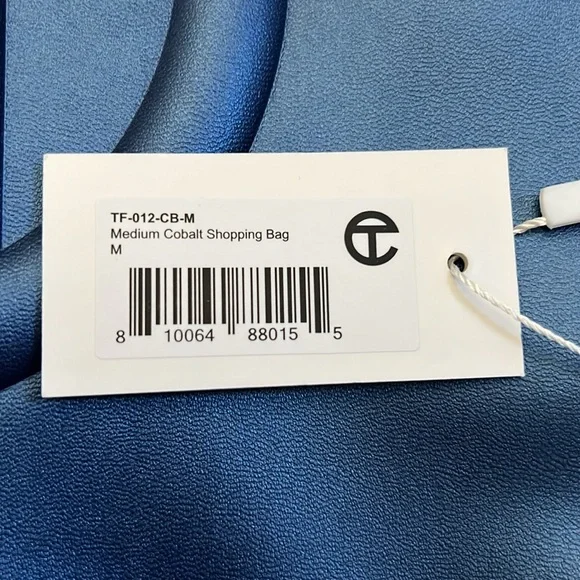 TF-012-CB-M
Medium Cobalt Shopping Bag
M
8 10064 88015 5